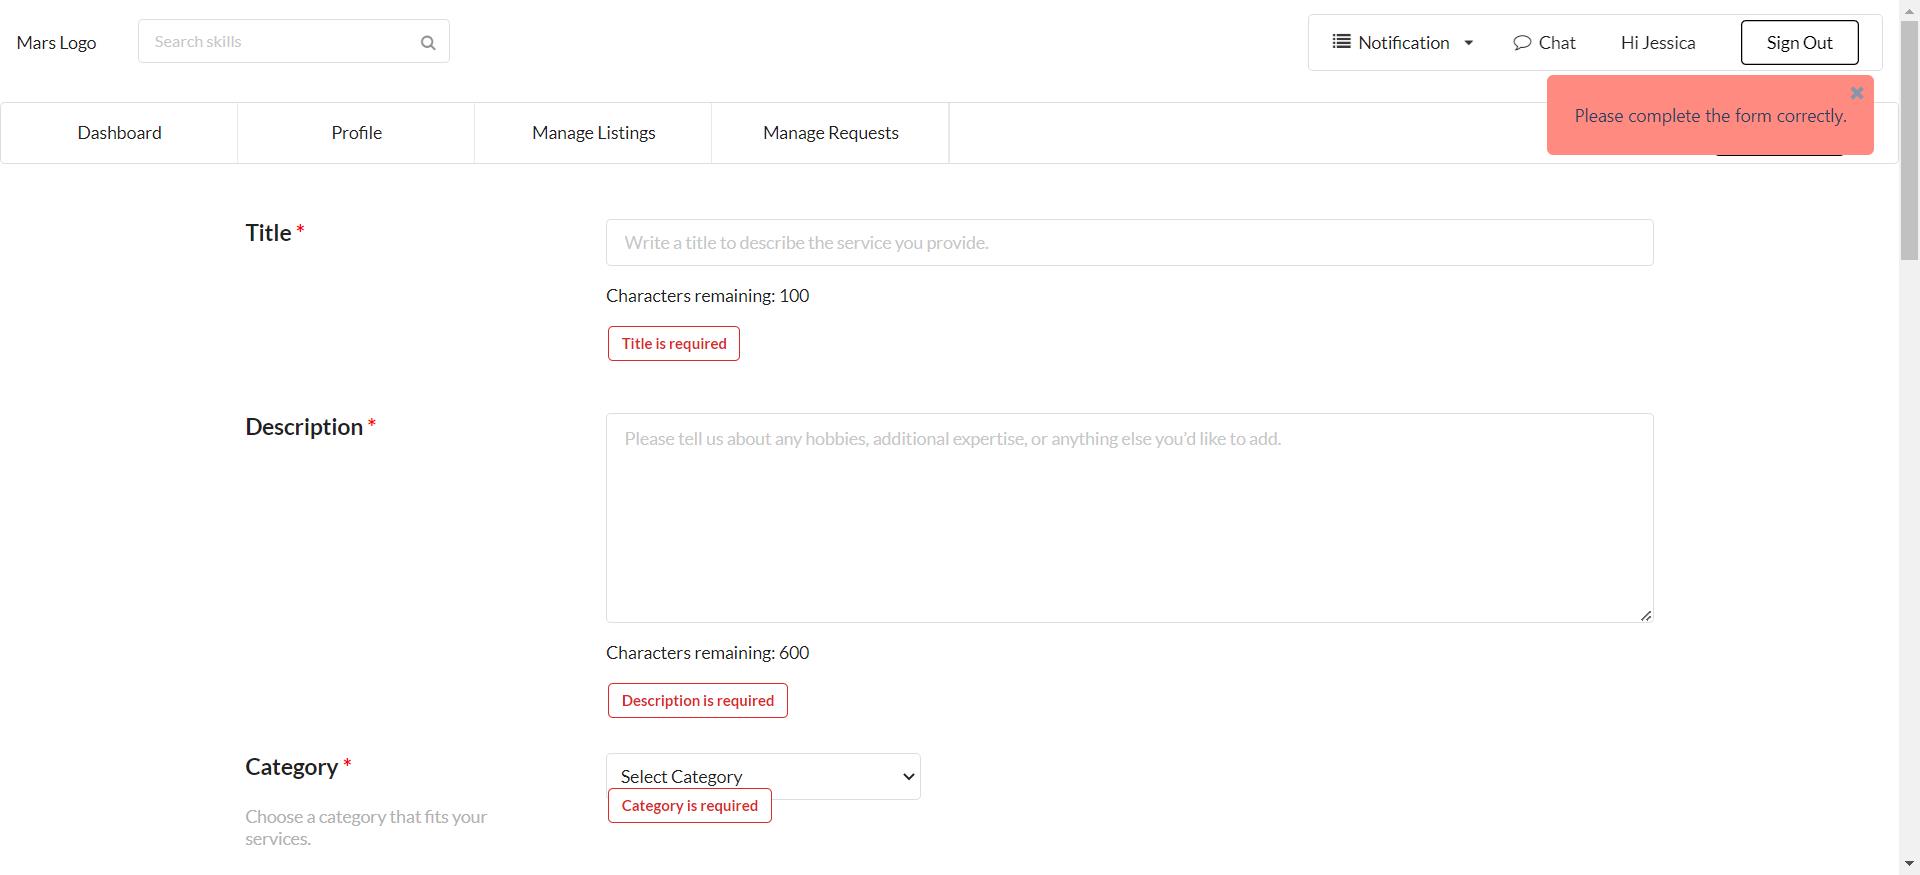 Mars Logo
Search skills
Notification
Chat
Hi Jessica
Sign Out
Please complete the form correctly.
Dashboard
Profile
Manage Listings
Manage Requests
Title *
Write a title to describe the service you provide.
Characters remaining: 100
Title is required
Description *
Please tell us about any hobbies, additional expertise, or anything else you'd like to add.
Characters remaining: 600
Description is required
Category *
Select Category
Category is required
Choose a category that fits your
services.